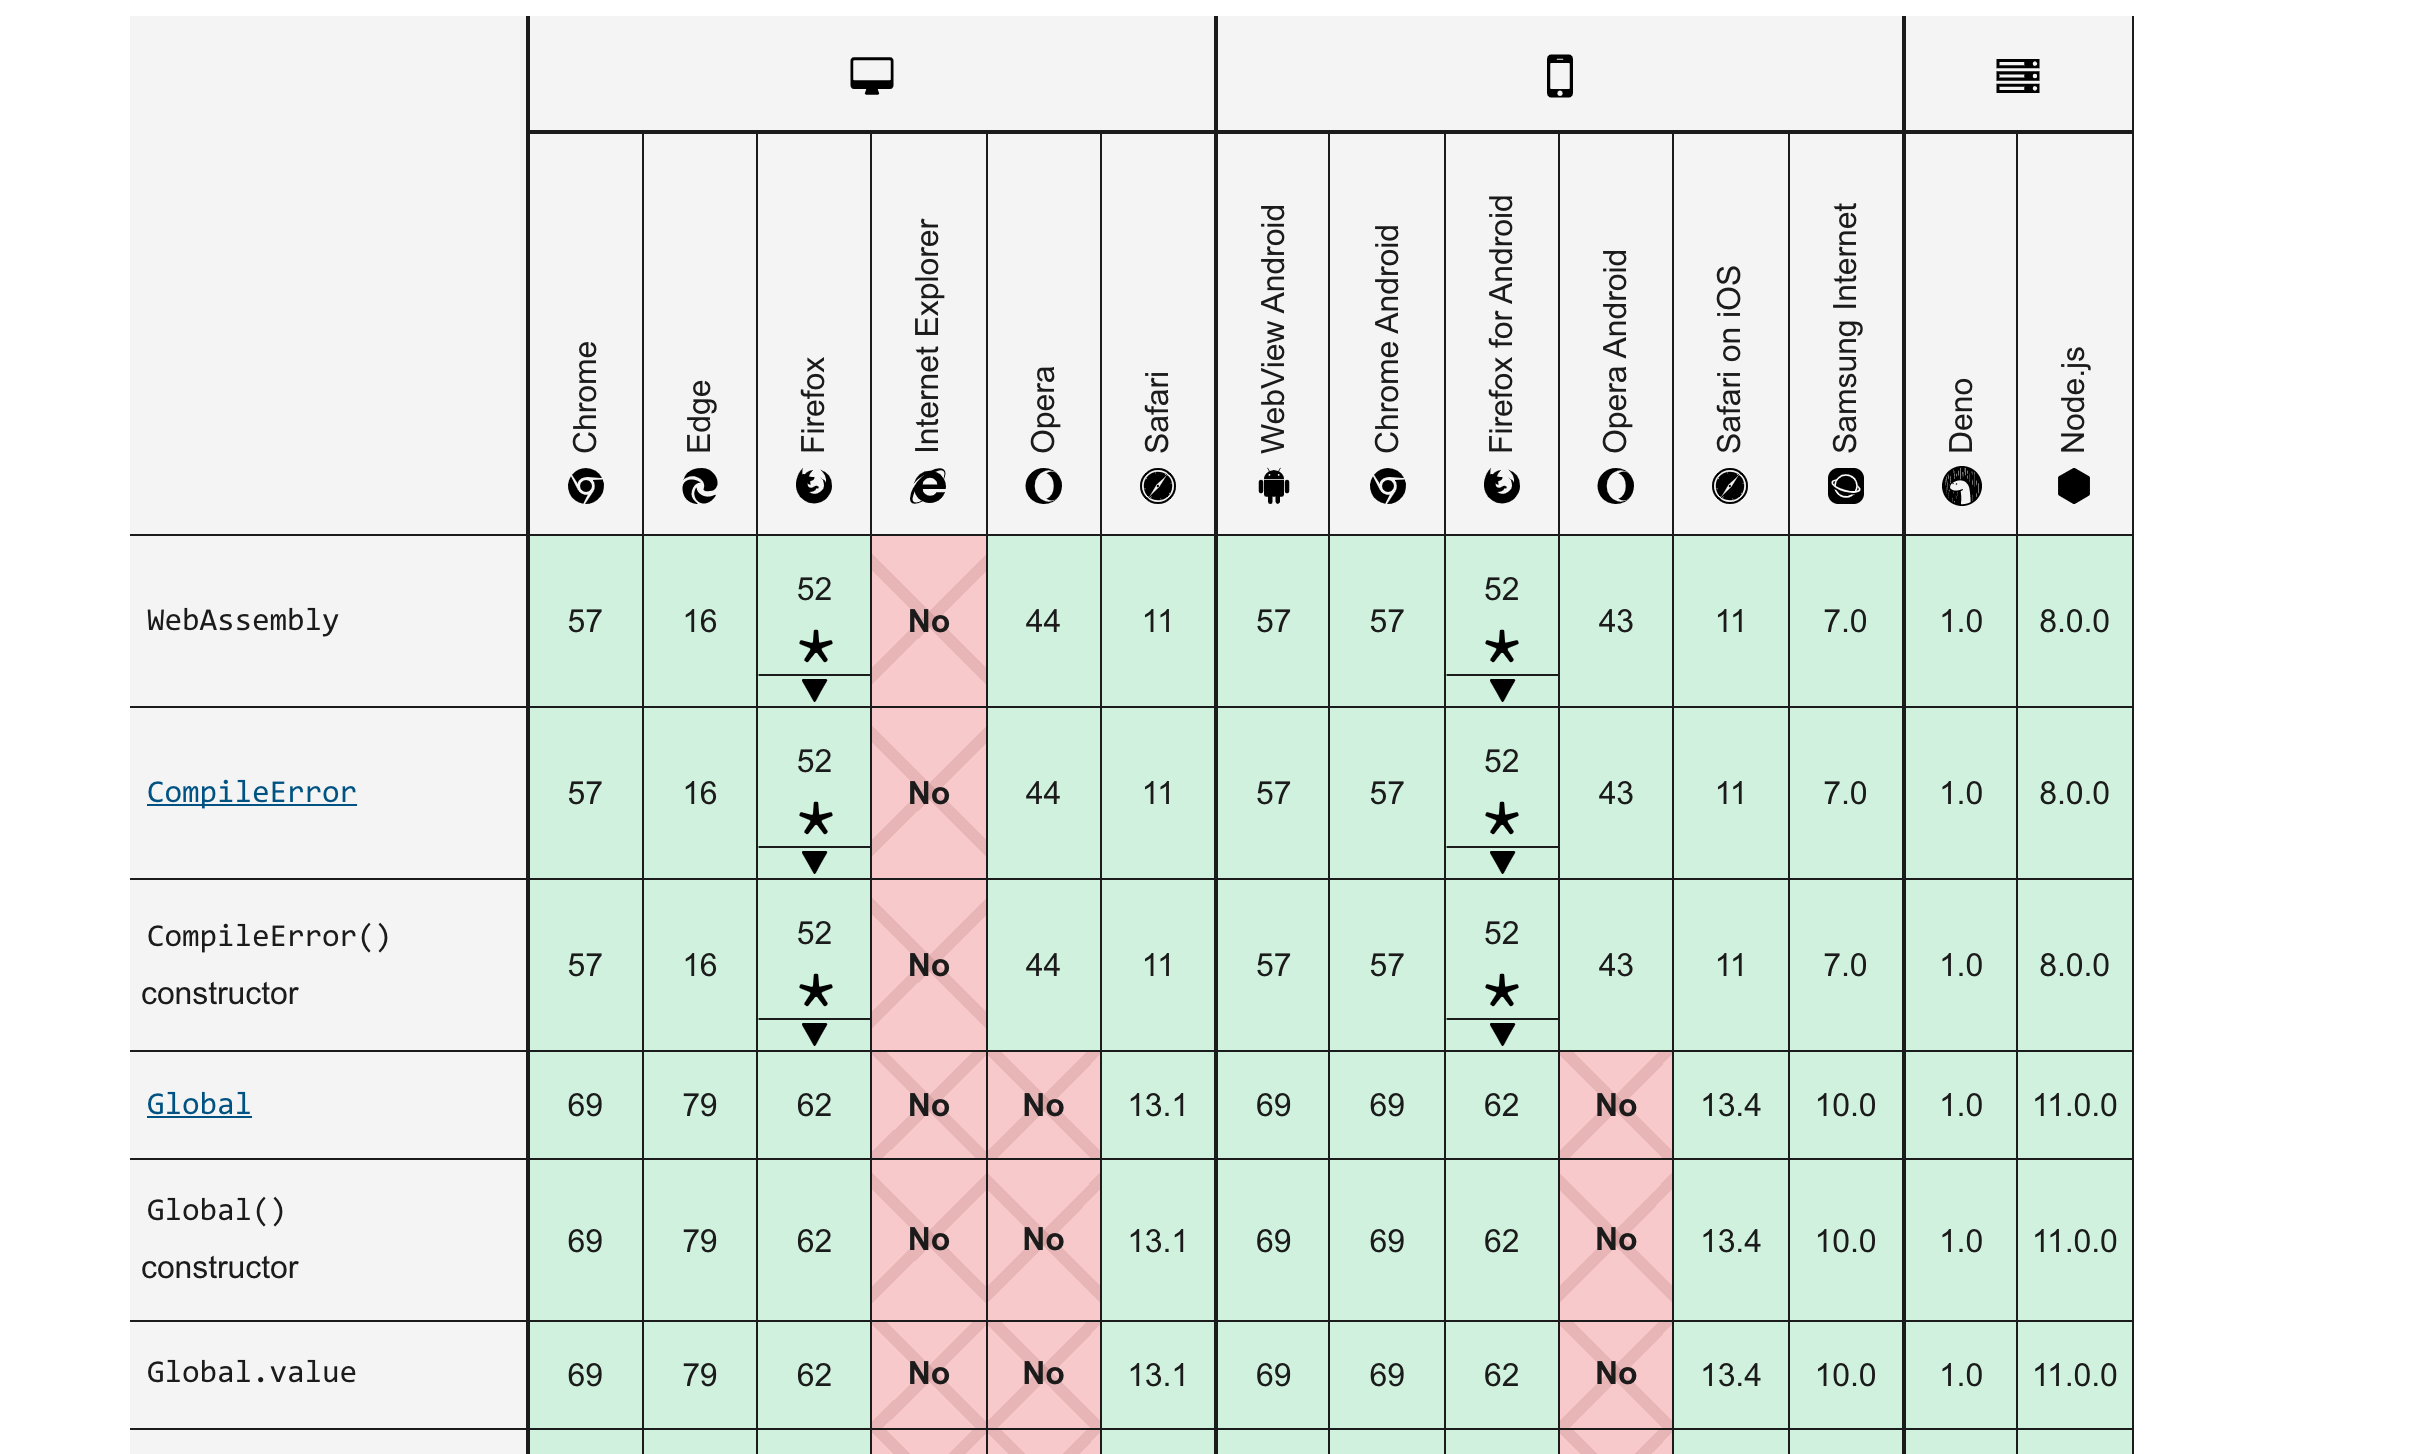 Chrome
Edge
Firefox
Internet Explorer
Opera
Safari
WebView Android
Chrome Android
Firefox for Android
Opera Android
Safari on iOS
Samsung Internet
Deno
Node.js
WebAssembly 57 16 52 No 44 11 57 57 52 43 11 7.0 1.0 8.0.0
* *
▼ ▼
CompileError 57 16 52 No 44 11 57 57 52 43 11 7.0 1.0 8.0.0
* *
▼ ▼
CompileError()
constructor 57 16 52 No 44 11 57 57 52 43 11 7.0 1.0 8.0.0
* *
▼ ▼
Global 69 79 62 No No 13.1 69 69 62 No 13.4 10.0 1.0 11.0.0
Global()
constructor 69 79 62 No No 13.1 69 69 62 No 13.4 10.0 1.0 11.0.0
Global.value 69 79 62 No No 13.1 69 69 62 No 13.4 10.0 1.0 11.0.0